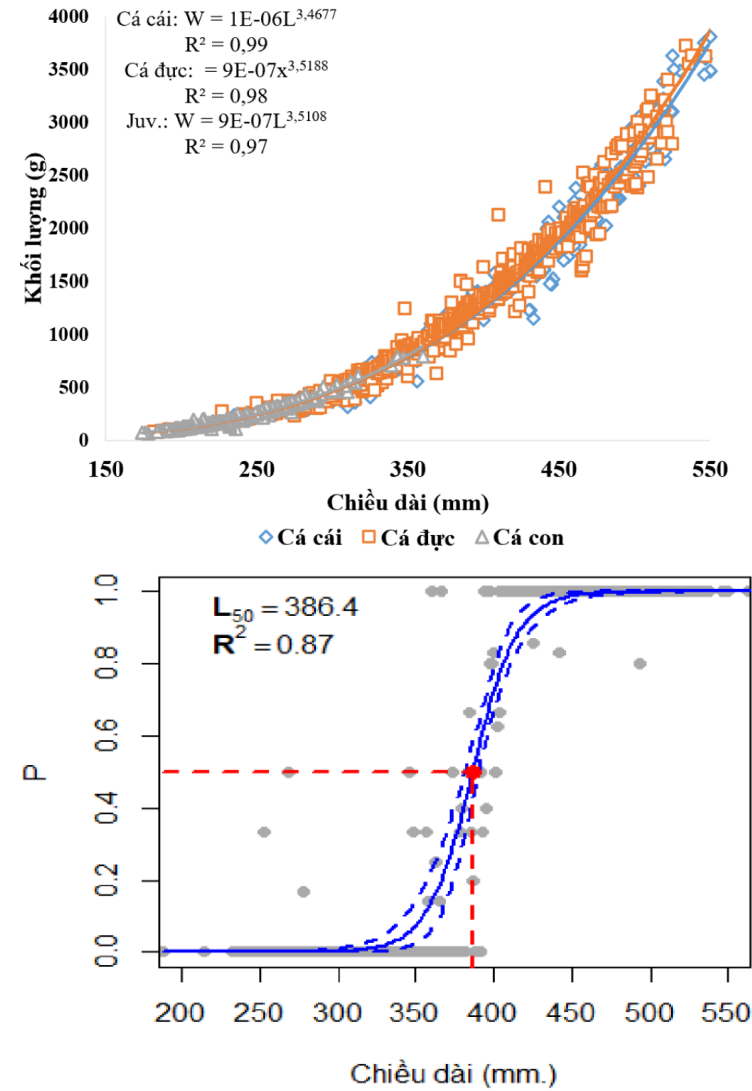 Cá cái: W = 1E-06L^3,4677
R² = 0,99
Cá đực: = 9E-07x^3,5188
R² = 0,98
Juv.: W = 9E-07L^3,5108
R² = 0,97
Khối lượng (g)
4000
3500
3000
2500
2000
1500
1000
500
0
150 250 350 450 550
Chiều dài (mm)
Cá cái Cá đực Cá con
L₅₀ = 386.4
R² = 0.87
P
1.0
0.8
0.6
0.4
0.2
0.0
200 250 300 350 400 450 500 550
Chiều dài (mm.)